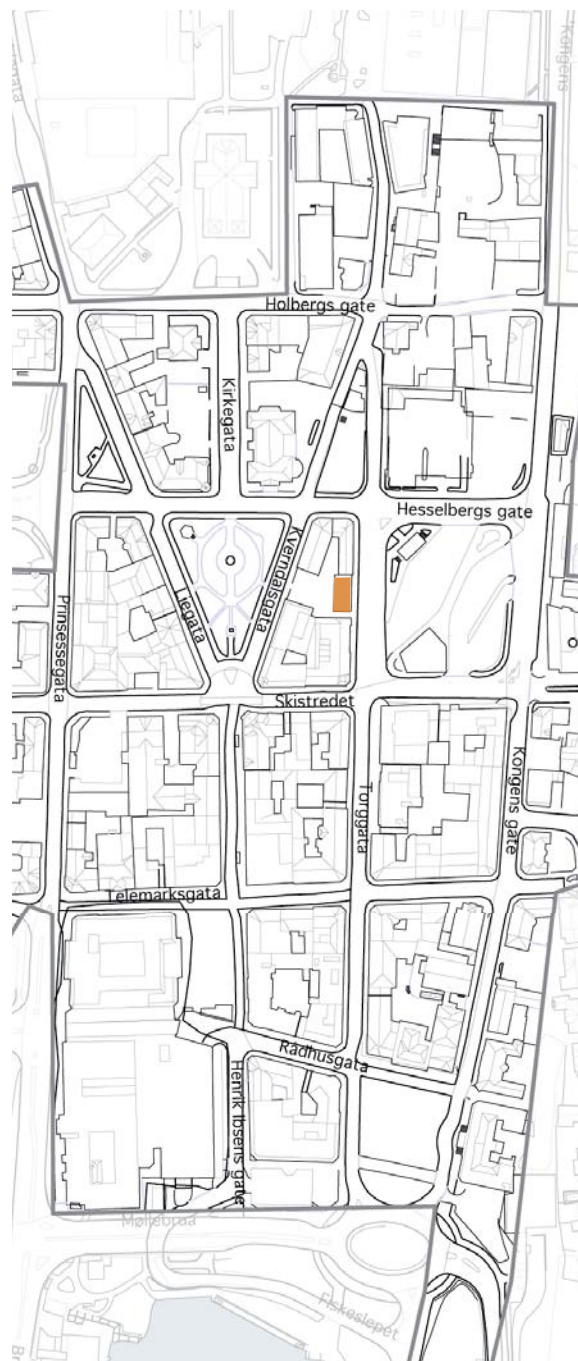 Kongens
Holbergs gate
Kirkegata
Hesselbergs gate
Kverndalsgata
Liegata
Prinsessegata
Skistredet
Torggata
Kongens gate
Telemarksgata
Rådhusgata
Henrik Ibsens gate
Møllebrua
Fiskeslepet